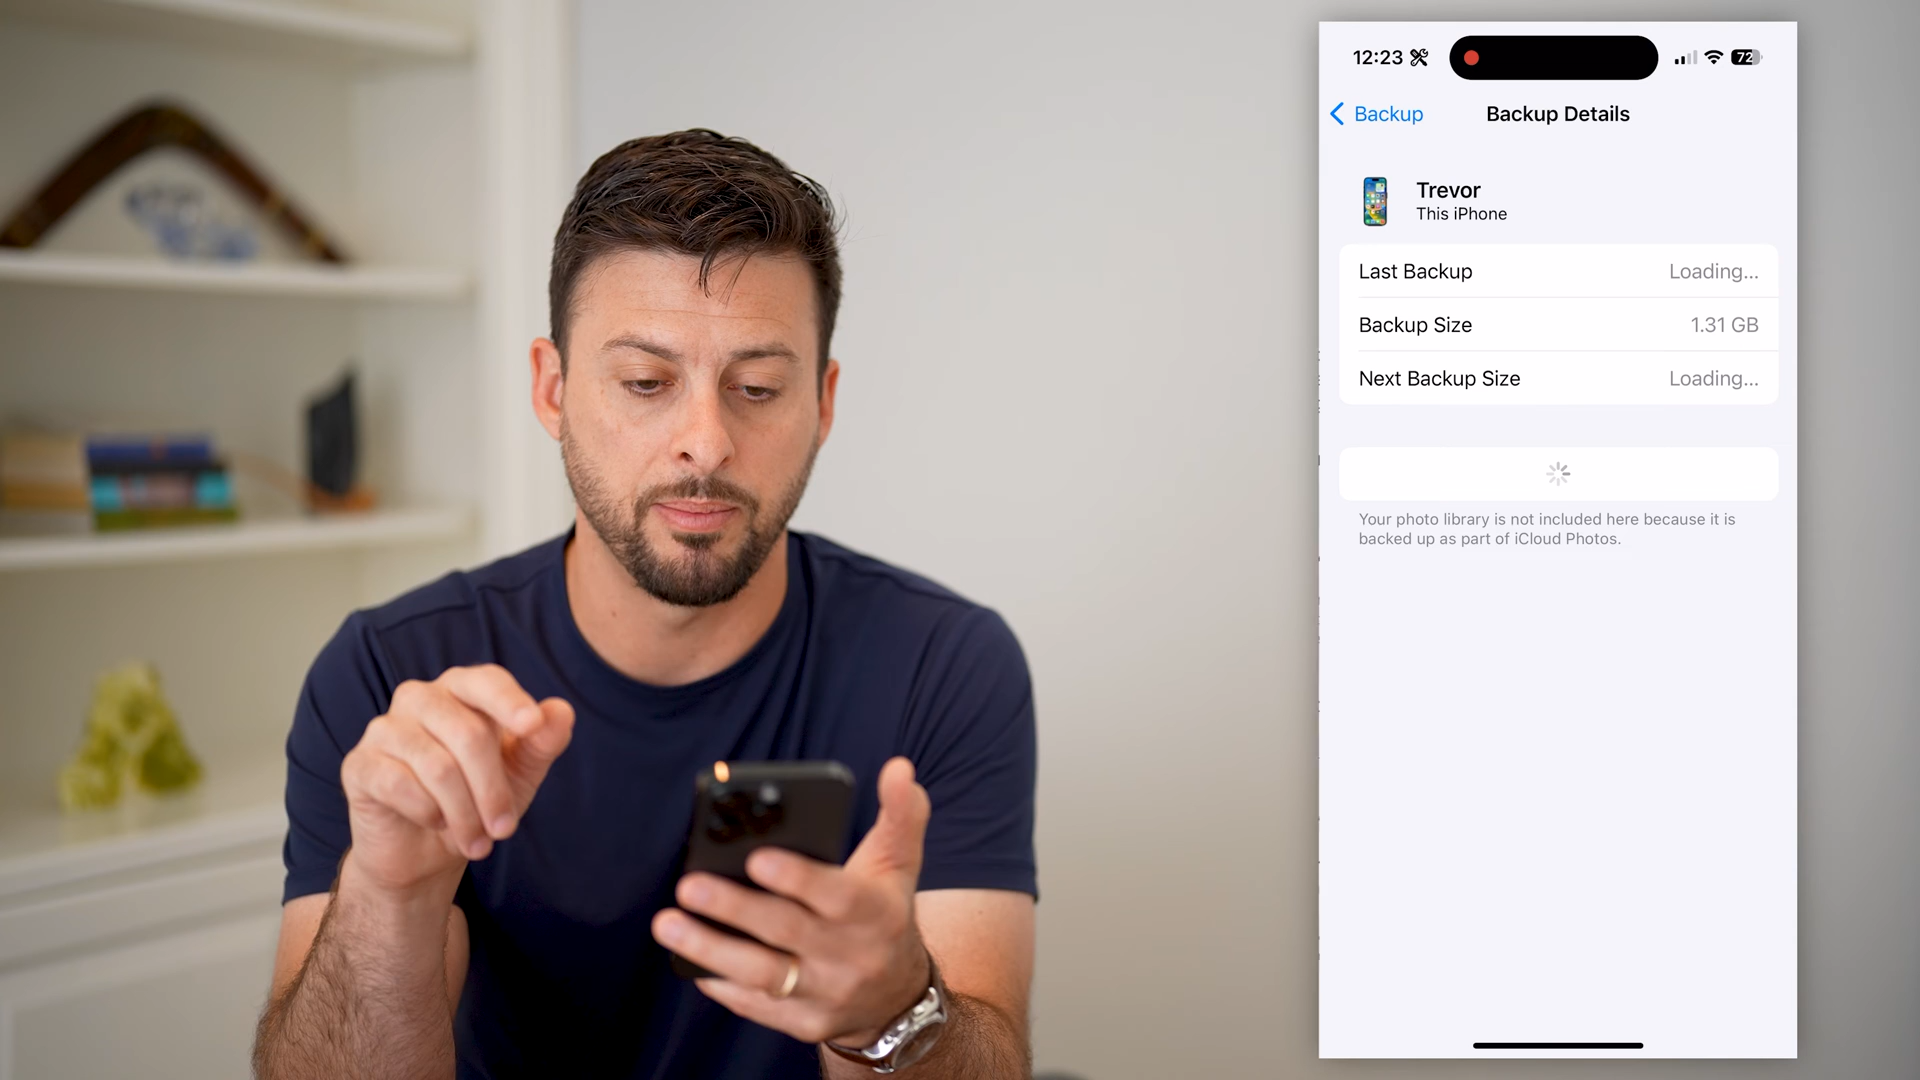 12:23
72
Backup
Backup Details
Trevor
This iPhone
Last Backup
Loading...
Backup Size
1.31 GB
Next Backup Size
Loading...
Your photo library is not included here because it is
backed up as part of iCloud Photos.